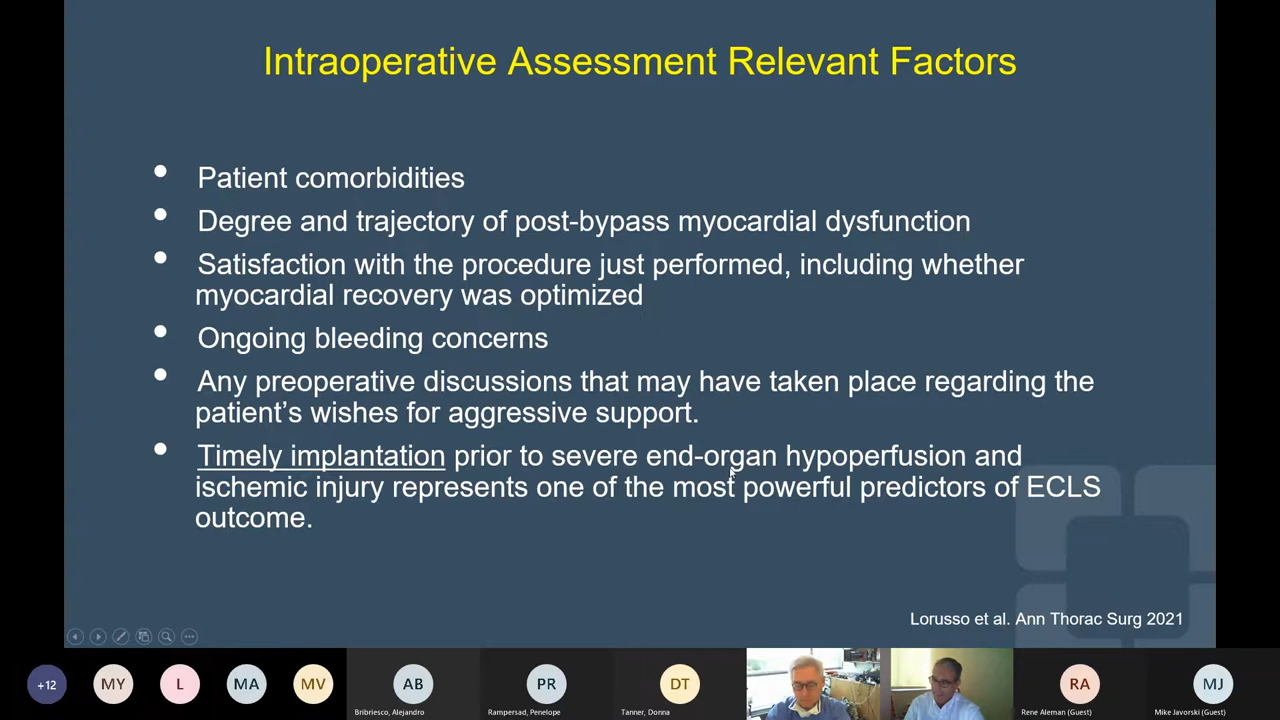 Intraoperative Assessment Relevant Factors
• Patient comorbidities
• Degree and trajectory of post-bypass myocardial dysfunction
• Satisfaction with the procedure just performed, including whether
myocardial recovery was optimized
• Ongoing bleeding concerns
• Any preoperative discussions that may have taken place regarding the
patient’s wishes for aggressive support.
• Timely implantation prior to severe end-organ hypoperfusion and
ischemic injury represents one of the most powerful predictors of ECLS
outcome.
Lorusso et al. Ann Thorac Surg 2021
+12 MY L MA MV AB PR DT RA MJ
Bribriesco, Alejandro Rampersad, Penelope Tanner, Donna Rene Aleman (Guest) Mike Javorski (Guest)